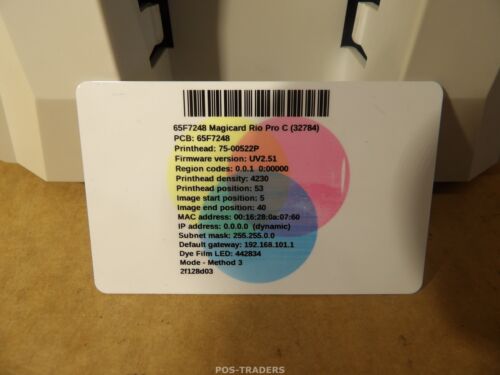 65F7248 Magicard Rio Pro C (32784)
PCB: 65F7248
Printhead: 75-00522P
Firmware version: UV2.51
Region codes: 0.0.1 0:00000
Printhead density: 4230
Printhead position: 53
Image start position: 5
Image end position: 40
MAC address: 00:16:28:0a:07:60
IP address: 0.0.0.0 (dynamic)
Subnet mask: 255.255.0.0
Default gateway: 192.168.101.1
Dye Film LED: 442834
Mode - Method 3
2f128d03
POS-TRADERS